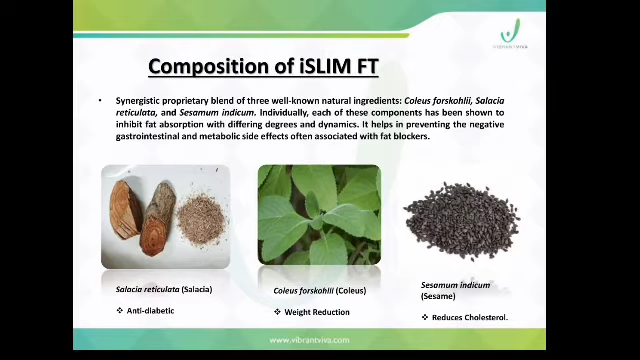 VIBRANT VIVA
Composition of iSLIM FT
• Synergistic proprietary blend of three well-known natural ingredients: Coleus forskohlii, Salacia
reticulata, and Sesamum indicum. Individually, each of these components has been shown to
inhibit fat absorption with differing degrees and dynamics. It helps in preventing the negative
gastrointestinal and metabolic side effects often associated with fat blockers.
Salacia reticulata (Salacia)
❖ Anti-diabetic
Coleus forskohlii (Coleus)
❖ Weight Reduction
Sesamum indicum
(Sesame)
❖ Reduces Cholesterol.
www.vibrantviva.com